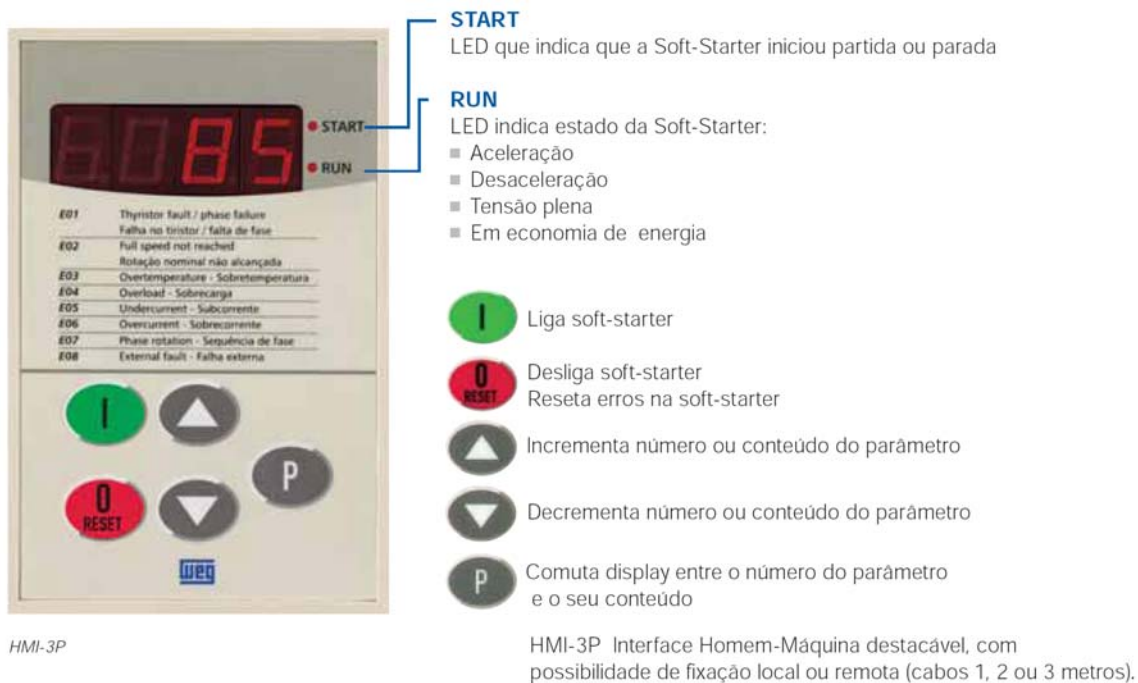 START
LED que indica que a Soft-Starter iniciou partida ou parada
RUN
LED indica estado da Soft-Starter:
Aceleração
Desaceleração
Tensão plena
Em economia de energia
85
START
RUN
E01 Thyristor fault / phase failure
Falha no tiristor / falta de fase
E02 Full speed not reached
Rotação nominal não alcançada
E03 Overtemperature - Sobretemperatura
E04 Overload - Sobrecarga
E05 Undercurrent - Subcorrente
E06 Overcurrent - Sobrecorrente
E07 Phase rotation - Sequência de fase
E08 External fault - Falha externa
I
0
RESET
P
WEG
I
Liga soft-starter
0
RESET
Desliga soft-starter
Reseta erros na soft-starter
Incrementa número ou conteúdo do parâmetro
Decrementa número ou conteúdo do parâmetro
P
Comuta display entre o número do parâmetro
e o seu conteúdo
HMI-3P
HMI-3P Interface Homem-Máquina destacável, com
possibilidade de fixação local ou remota (cabos 1, 2 ou 3 metros).